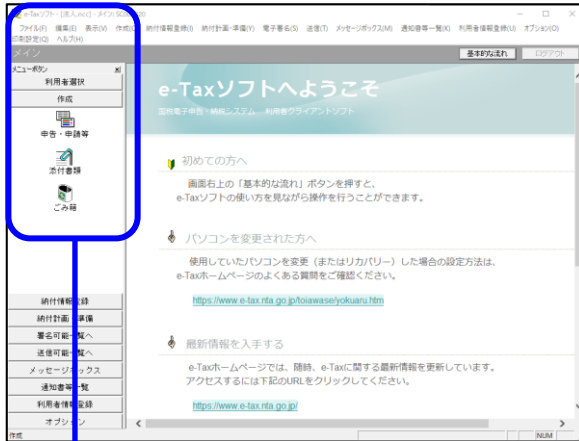 e-Taxソフト - [法人.ncc] - メイン: SC
ファイル(F) 編集(E) 表示(V) 作成(C) 納付情報登録(I) 納付計画・準備(Y) 電子署名(S) 送信(T) メッセージボックス(M) 通知書等一覧(K) 利用者情報登録(U) オプション(O)
印刷設定(Q) ヘルプ(H)
メイン 基本的な流れ ログアウト
メニューボタン x
利用者選択
作成
申告・申請等
添付書類
ごみ箱
納付情報登録
納付計画・準備
署名可能一覧へ
送信可能一覧へ
メッセージボックス
通知書等一覧
利用者情報登録
オプション
e-Taxソフトへようこそ
国税電子申告・納税システム 利用者クライアントソフト
初めての方へ
画面右上の「基本的な流れ」ボタンを押すと、
e-Taxソフトの使い方を見ながら操作を行うことができます。
パソコンを変更された方へ
使用していたパソコンを変更（またはリカバリー）した場合の設定方法は、
e-Taxホームページのよくある質問をご確認ください。
https://www.e-tax.nta.go.jp/toiawase/yokuaru.htm
最新情報を入手する
e-Taxホームページでは、随時、e-Taxに関する最新情報を更新しています。
アクセスするには下記のURLをクリックしてください。
https://www.e-tax.nta.go.jp/
作成 NUM